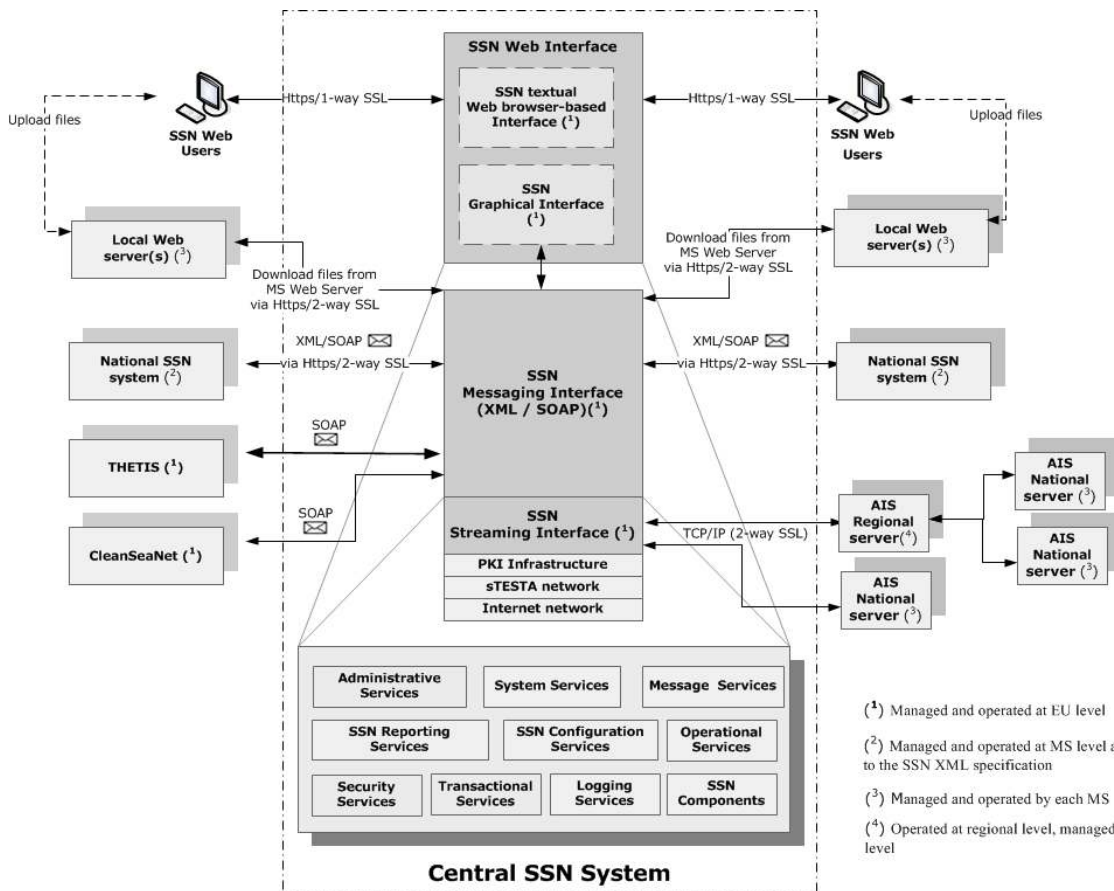 SSN Web Interface
SSN textual
Web browser-based
Interface (¹)
Https/1-way SSL
Https/1-way SSL
Upload files
SSN Web
Users
SSN Web
Users
Upload files
SSN
Graphical Interface
(¹)
Local Web
server(s) (³)
Local Web
server(s) (³)
Download files from
MS Web Server
via Https/2-way SSL
Download files from
MS Web Server
via Https/2-way SSL
National SSN
system (²)
XML/SOAP
via Https/2-way SSL
SSN
Messaging Interface
(XML / SOAP)(¹)
XML/SOAP
via Https/2-way SSL
National SSN
system (²)
THETIS (¹)
SOAP
CleanSeaNet (¹)
SOAP
SSN
Streaming Interface (¹)
TCP/IP (2-way SSL)
AIS
Regional
server(⁴)
AIS
National
server (³)
AIS
National
server (³)
AIS
National
server (³)
PKI Infrastructure
sTESTA network
Internet network
Administrative
Services
System Services
Message Services
SSN Reporting
Services
SSN Configuration
Services
Operational
Services
Security
Services
Transactional
Services
Logging
Services
SSN
Components
Central SSN System
(¹) Managed and operated at EU level
(²) Managed and operated at MS level a
to the SSN XML specification
(³) Managed and operated by each MS
(⁴) Operated at regional level, managed
level